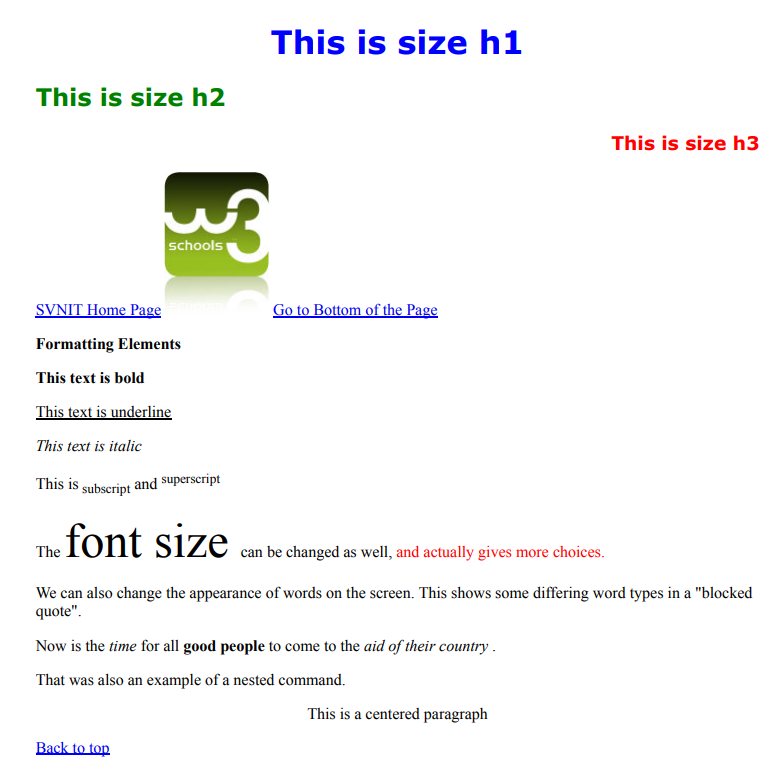 This is size h1
This is size h2
This is size h3
w3
schools
SVNIT Home Page Go to Bottom of the Page
Formatting Elements
This text is bold
This text is underline
This text is italic
This is subscript and superscript
The font size can be changed as well, and actually gives more choices.
We can also change the appearance of words on the screen. This shows some differing word types in a "blocked
quote".
Now is the time for all good people to come to the aid of their country .
That was also an example of a nested command.
This is a centered paragraph
Back to top